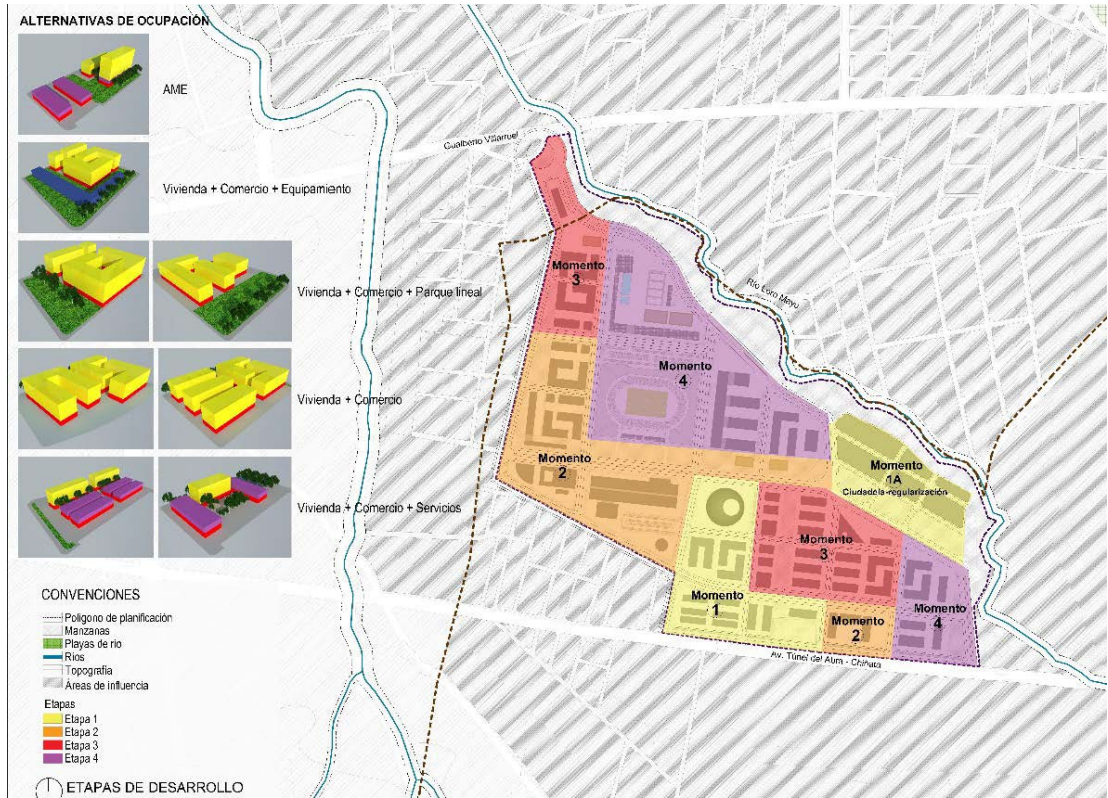 ALTERNATIVAS DE OCUPACIÓN
AME
Vivienda + Comercio + Equipamiento
Vivienda + Comercio + Parque lineal
Vivienda + Comercio
Vivienda + Comercio + Servicios
CONVENCIONES
Polígono de planificación
Manzanas
Playas de río
Ríos
Topografía
Áreas de influencia
Etapas
Etapa 1
Etapa 2
Etapa 3
Etapa 4
ETAPAS DE DESARROLLO
Gualberto Villarruel
Río Loro Mayu
Momento
3
Momento
4
Momento
2
Momento
1A
Ciudadela-regularización
Momento
3
Momento
1
Momento
2
Momento
4
Av. Túnel del Abra - Chiñata